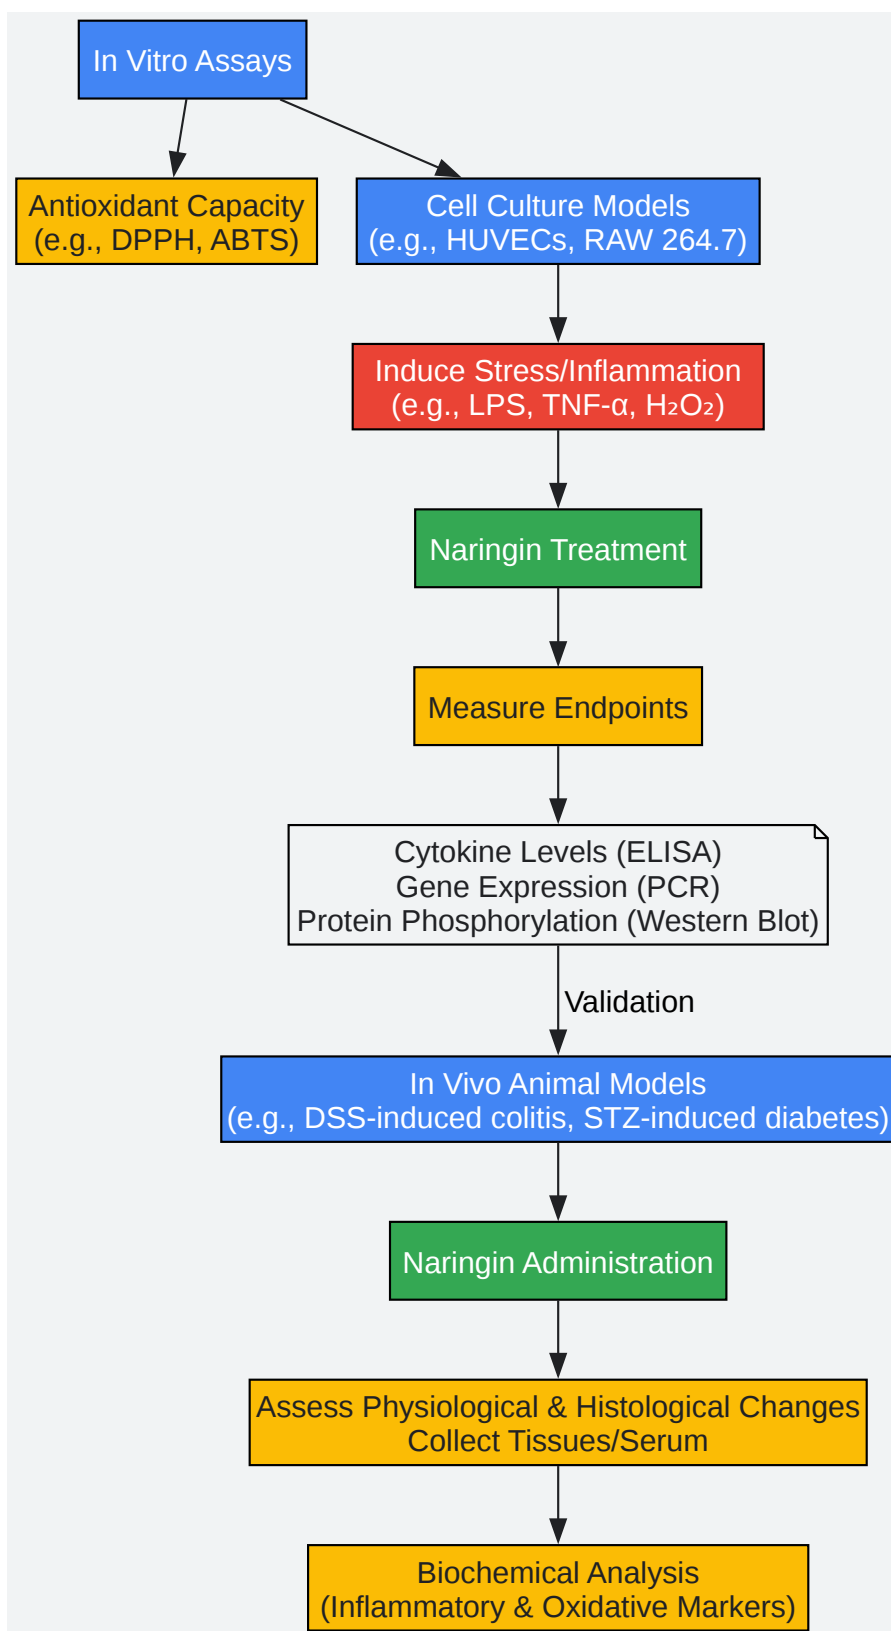 In Vitro Assays
Antioxidant Capacity
(e.g., DPPH, ABTS)
Cell Culture Models
(e.g., HUVECs, RAW 264.7)
Induce Stress/Inflammation
(e.g., LPS, TNF-α, H₂O₂)
Naringin Treatment
Measure Endpoints
Cytokine Levels (ELISA)
Gene Expression (PCR)
Protein Phosphorylation (Western Blot)
Validation
In Vivo Animal Models
(e.g., DSS-induced colitis, STZ-induced diabetes)
Naringin Administration
Assess Physiological & Histological Changes
Collect Tissues/Serum
Biochemical Analysis
(Inflammatory & Oxidative Markers)